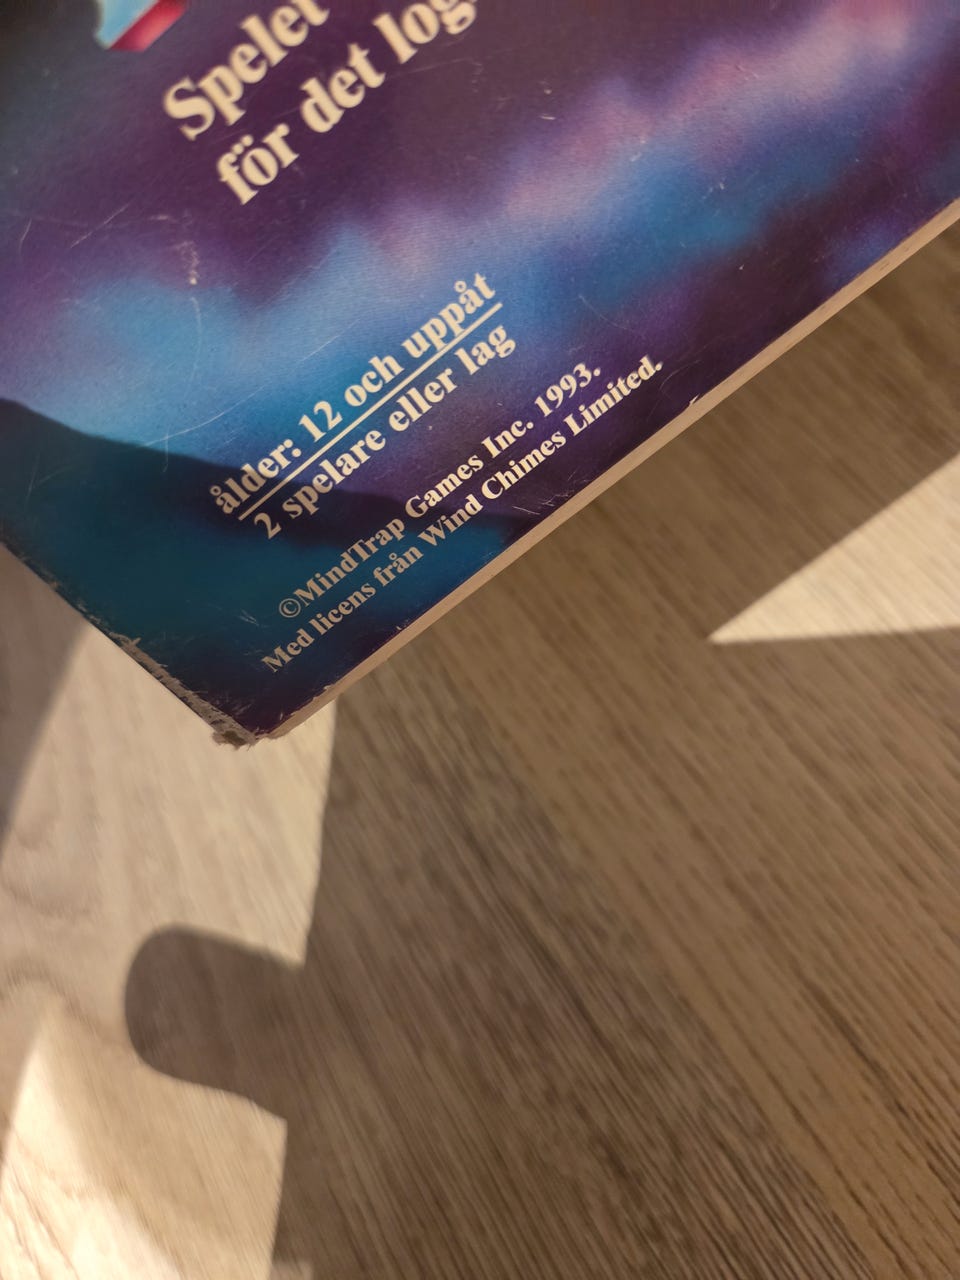 Spelet
för det log
ålder: 12 och uppåt
2 spelare eller lag
©MindTrap Games Inc. 1993.
Med licens från Wind Chimes Limited.